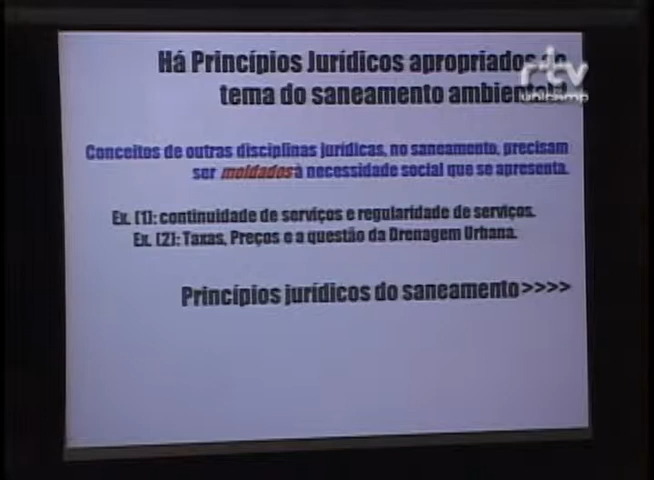 Há Princípios Jurídicos apropriados
rtv
unicamp
tema do saneamento
Conceitos de outras disciplinas jurídicas, no saneamento, precisam
ser moldados à necessidade social que se apresenta.
Ex. (1): continuidade de serviços e regularidade de serviços.
Ex. (2): Taxas, Preços e a questão da Drenagem Urbana.
Princípios jurídicos do saneamento>>>>